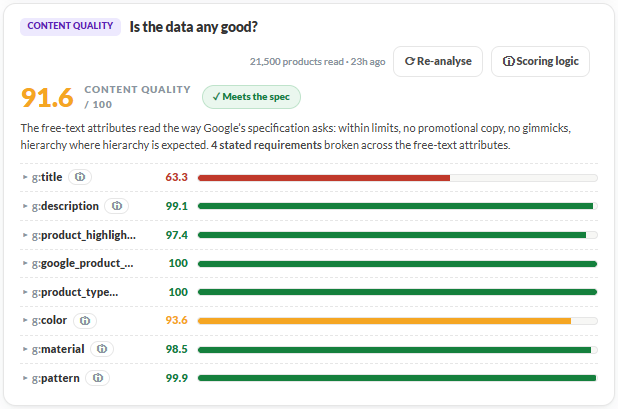 CONTENT QUALITY Is the data any good?
21,500 products read · 23h ago ⟳ Re-analyse ⓘ Scoring logic
91.6 CONTENT QUALITY / 100 ✓ Meets the spec
The free-text attributes read the way Google's specification asks: within limits, no promotional copy, no gimmicks,
hierarchy where hierarchy is expected. 4 stated requirements broken across the free-text attributes.
▸ g:title ⓘ 63.3
▸ g:description ⓘ 99.1
▸ g:product_highligh... 97.4
▸ g:google_product_... 100
▸ g:product_type... 100
▸ g:color ⓘ 93.6
▸ g:material ⓘ 98.5
▸ g:pattern ⓘ 99.9